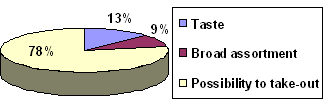 13%
9%
78%
Taste
Broad assortment
Possibility to take-out